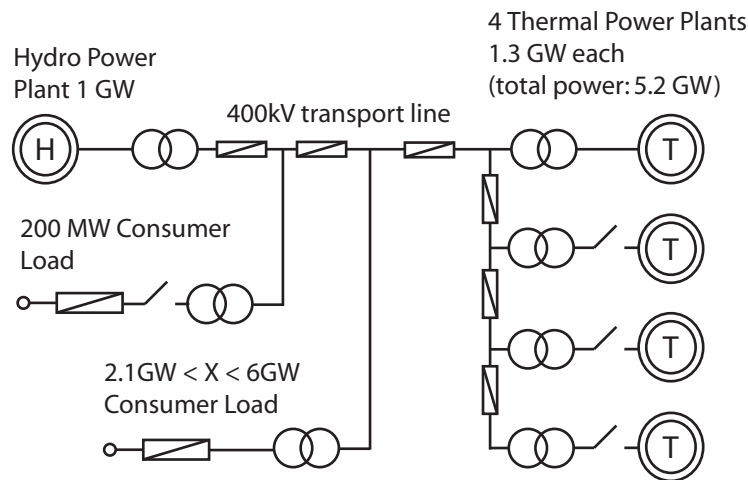 4 Thermal Power Plants
1.3 GW each
(total power: 5.2 GW)
Hydro Power
Plant 1 GW
400kV transport line
H
T
200 MW Consumer
Load
T
T
2.1GW < X < 6GW
Consumer Load
T